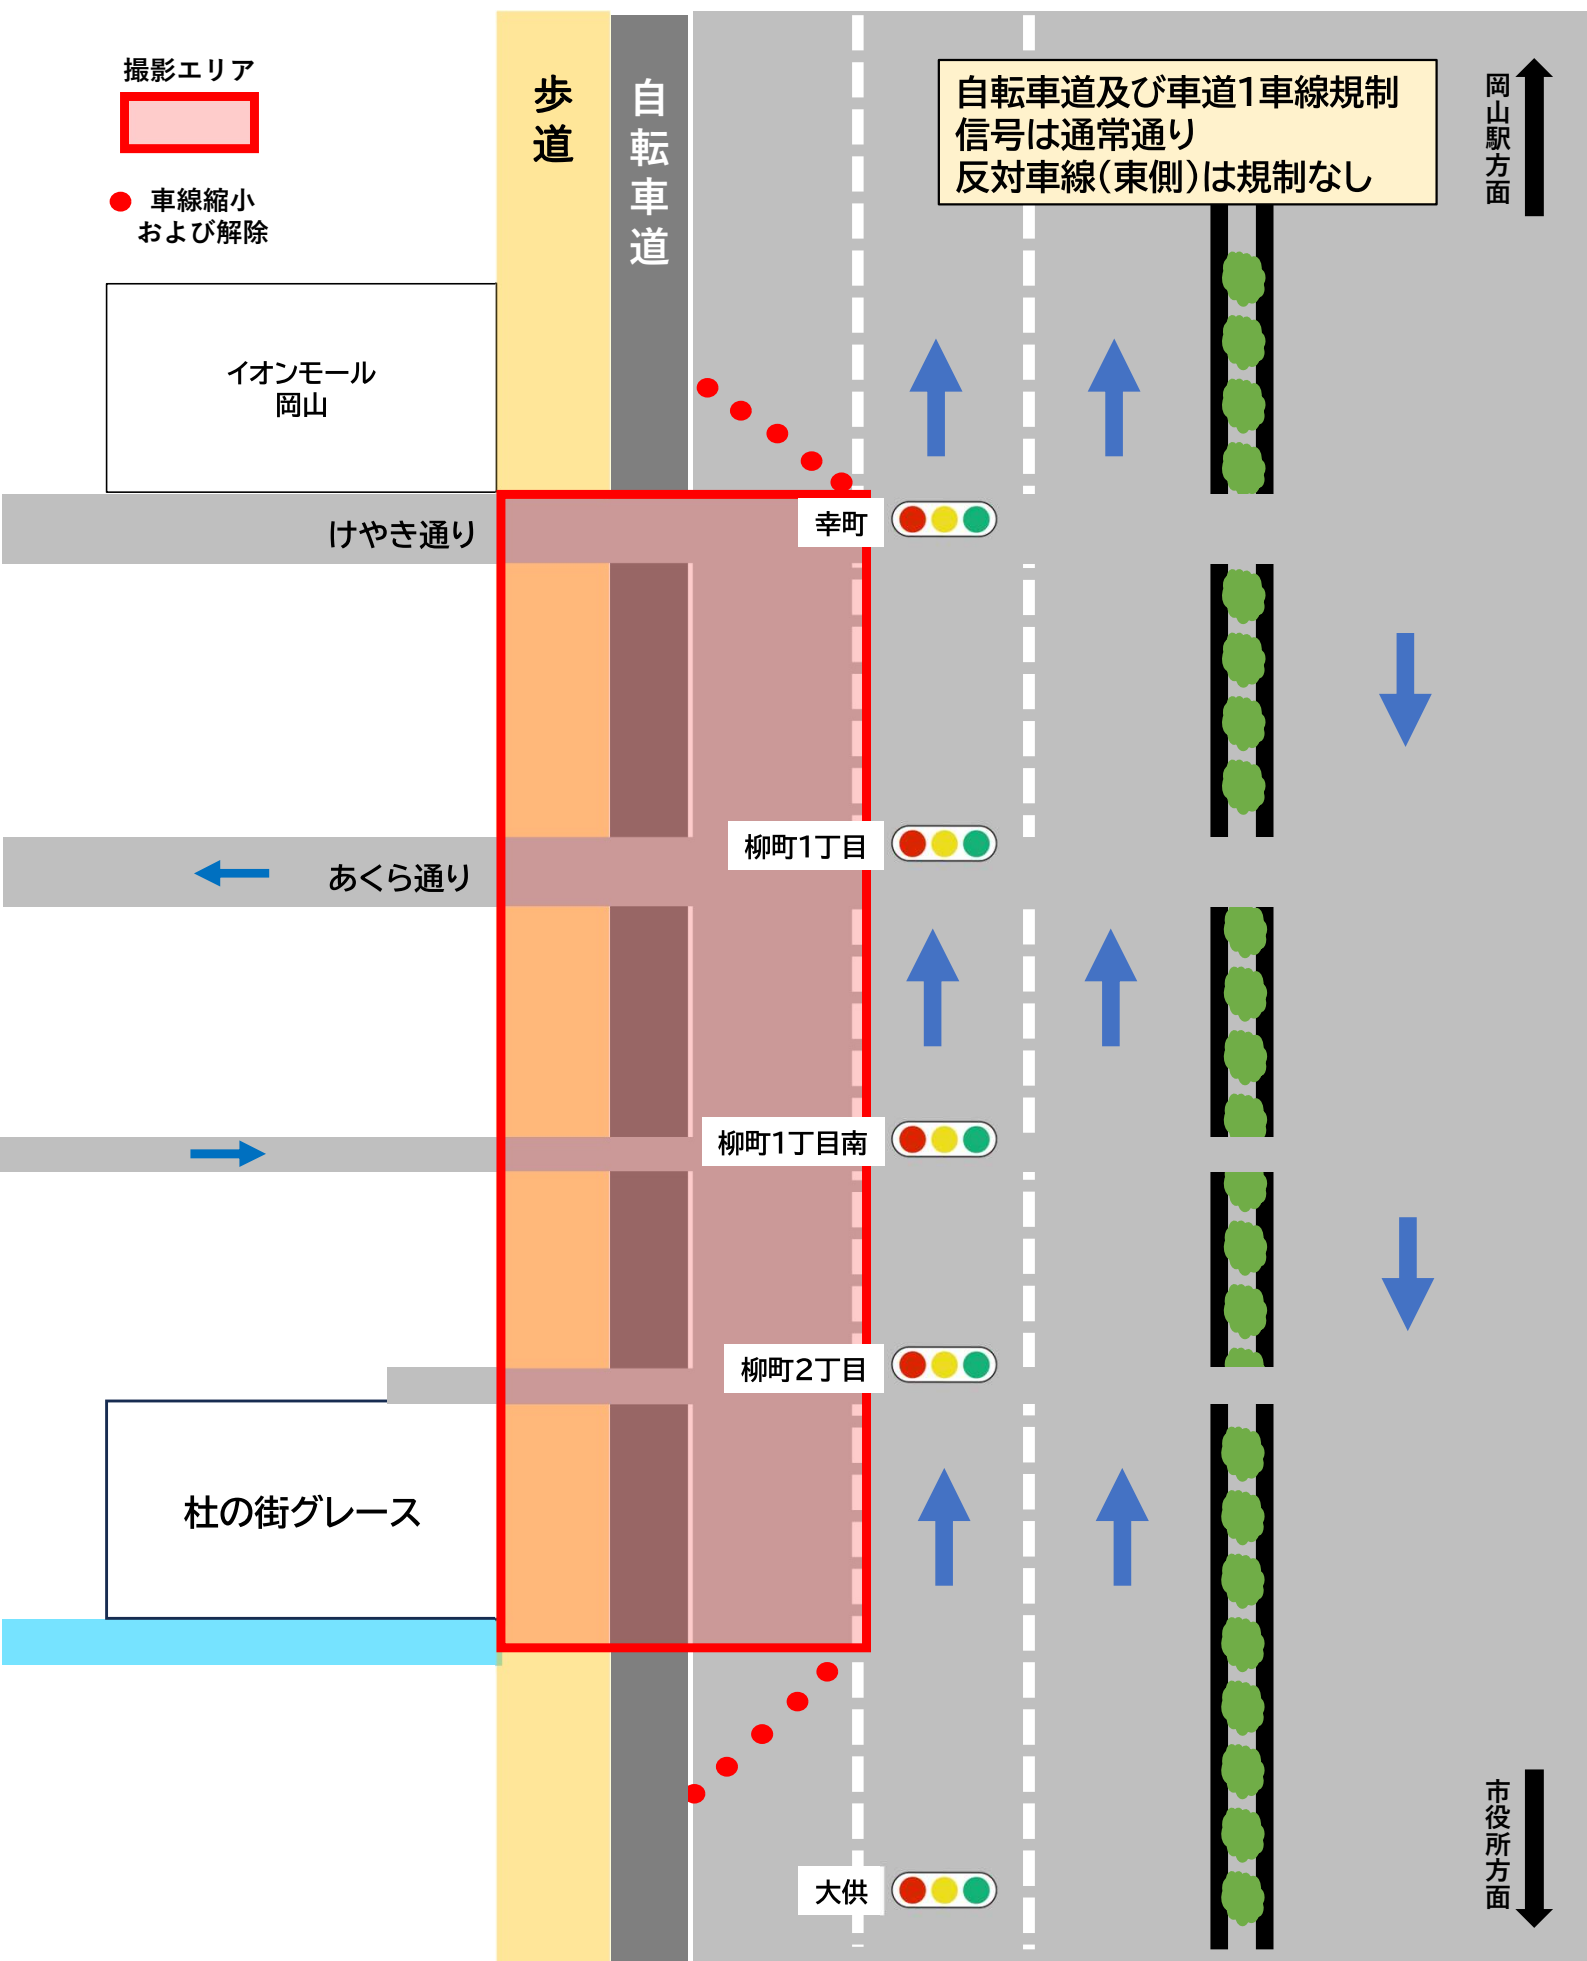 撮影エリア
車線縮小
および解除
歩道
自転車道
自転車道及び車道1車線規制
信号は通常通り
反対車線(東側)は規制なし
岡山駅方面
イオンモール
岡山
けやき通り
幸町
あくら通り
柳町1丁目
柳町1丁目南
柳町2丁目
杜の街グレース
大供
市役所方面